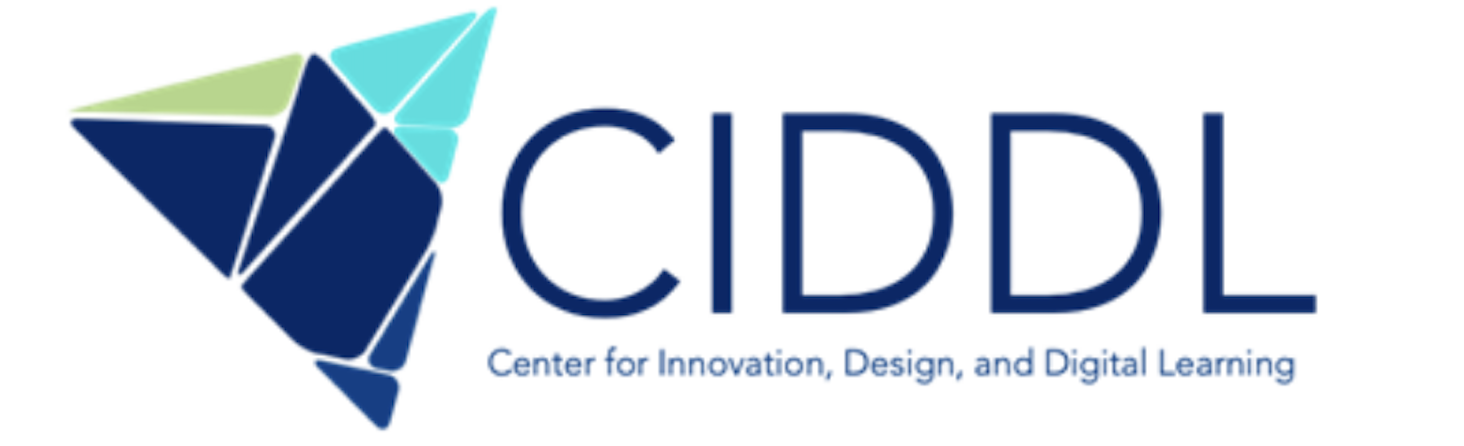 CIDDL
Center for Innovation, Design, and Digital Learning